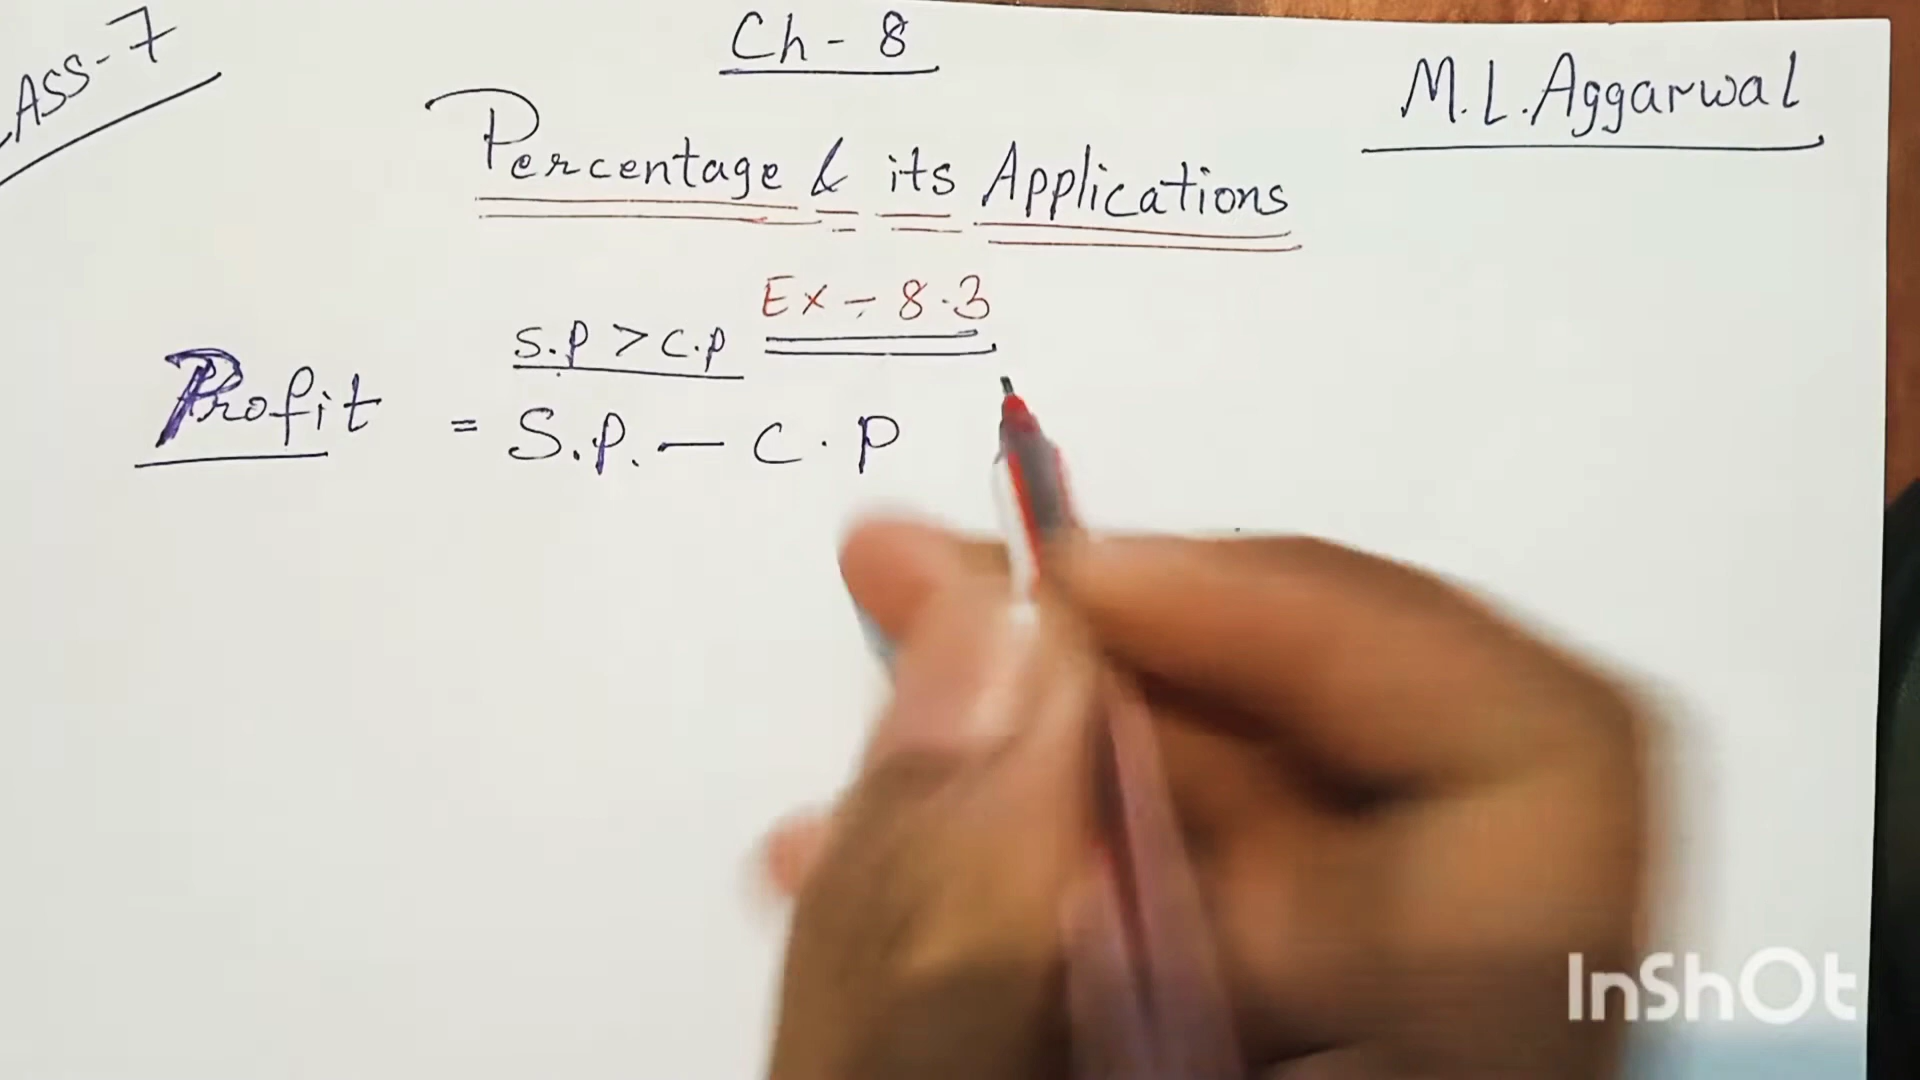 Ch - 8
ASS-7
M.L.Aggarwal
Percentage & its Applications
Ex - 8.3
S.P > C.P
Profit = S.P. - C.P
InShOt